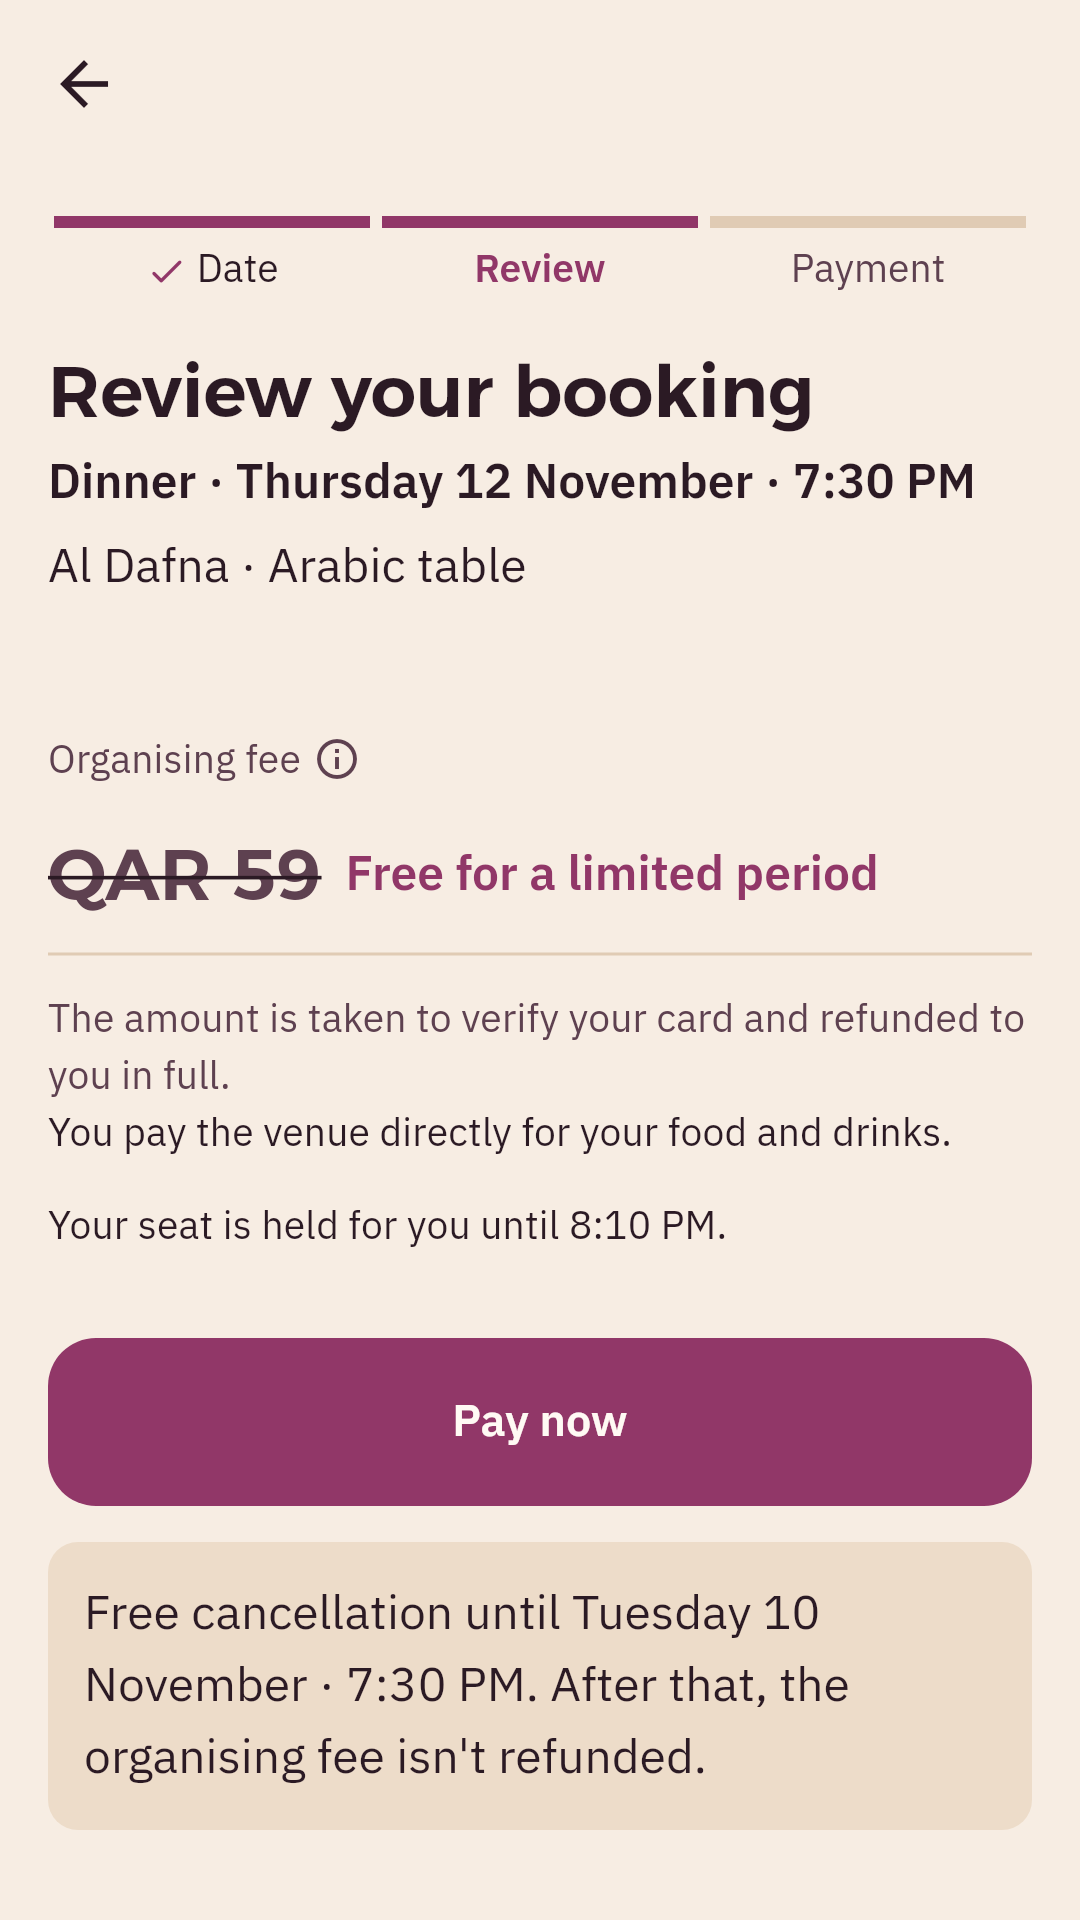 Date
Review
Payment
Review your booking
Dinner · Thursday 12 November · 7:30 PM
Al Dafna · Arabic table
Organising fee
QAR 59 Free for a limited period
The amount is taken to verify your card and refunded to
you in full.
You pay the venue directly for your food and drinks.
Your seat is held for you until 8:10 PM.
Pay now
Free cancellation until Tuesday 10
November · 7:30 PM. After that, the
organising fee isn't refunded.